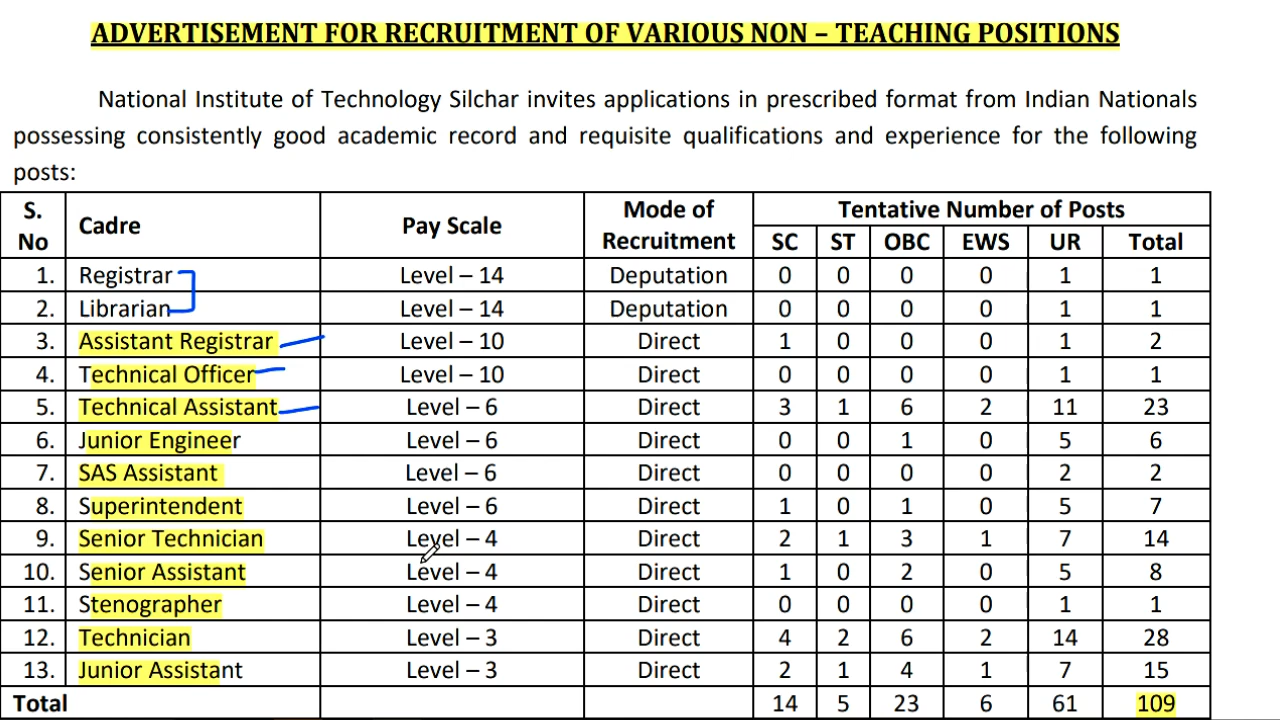 ADVERTISEMENT FOR RECRUITMENT OF VARIOUS NON – TEACHING POSITIONS
National Institute of Technology Silchar invites applications in prescribed format from Indian Nationals
possessing consistently good academic record and requisite qualifications and experience for the following
posts:
S. No Cadre Pay Scale Mode of Recruitment Tentative Number of Posts
SC ST OBC EWS UR Total
1. Registrar Level – 14 Deputation 0 0 0 0 1 1
2. Librarian Level – 14 Deputation 0 0 0 0 1 1
3. Assistant Registrar Level – 10 Direct 1 0 0 0 1 2
4. Technical Officer Level – 10 Direct 0 0 0 0 1 1
5. Technical Assistant Level – 6 Direct 3 1 6 2 11 23
6. Junior Engineer Level – 6 Direct 0 0 1 0 5 6
7. SAS Assistant Level – 6 Direct 0 0 0 0 2 2
8. Superintendent Level – 6 Direct 1 0 1 0 5 7
9. Senior Technician Level – 4 Direct 2 1 3 1 7 14
10. Senior Assistant Level – 4 Direct 1 0 2 0 5 8
11. Stenographer Level – 4 Direct 0 0 0 0 1 1
12. Technician Level – 3 Direct 4 2 6 2 14 28
13. Junior Assistant Level – 3 Direct 2 1 4 1 7 15
Total 14 5 23 6 61 109